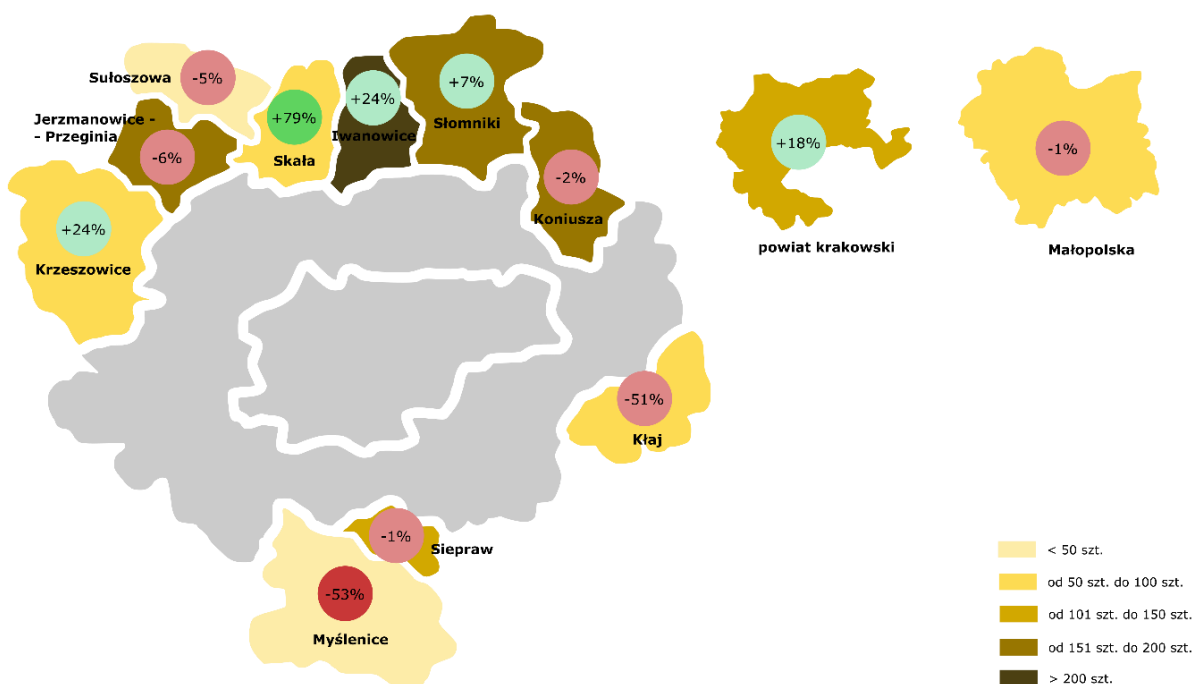 Sułoszowa
-5%
Jerzmanowice -
- Przeginia
-6%
+79%
Skała
+24%
Iwanowice
+7%
Słomniki
-2%
Koniusza
+24%
Krzeszowice
+18%
powiat krakowski
-1%
Małopolska
-51%
Kłaj
-1%
Siepraw
-53%
Myślenice
< 50 szt.
od 50 szt. do 100 szt.
od 101 szt. do 150 szt.
od 151 szt. do 200 szt.
> 200 szt.